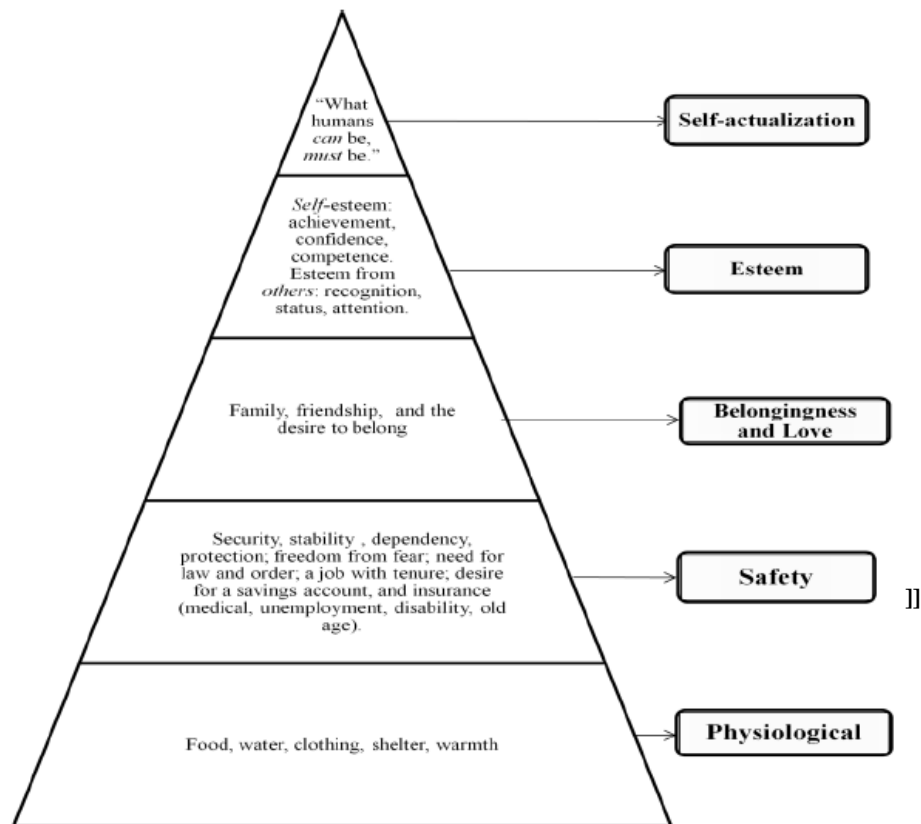 “What
humans
can be,
must be.”
Self-actualization
Self-esteem:
achievement,
confidence,
competence.
Esteem from
others: recognition,
status, attention.
Esteem
Family, friendship, and the
desire to belong
Belongingness
and Love
Security, stability , dependency,
protection; freedom from fear; need for
law and order; a job with tenure; desire
for a savings account, and insurance
(medical, unemployment, disability, old
age).
Safety
]]
Food, water, clothing, shelter, warmth
Physiological